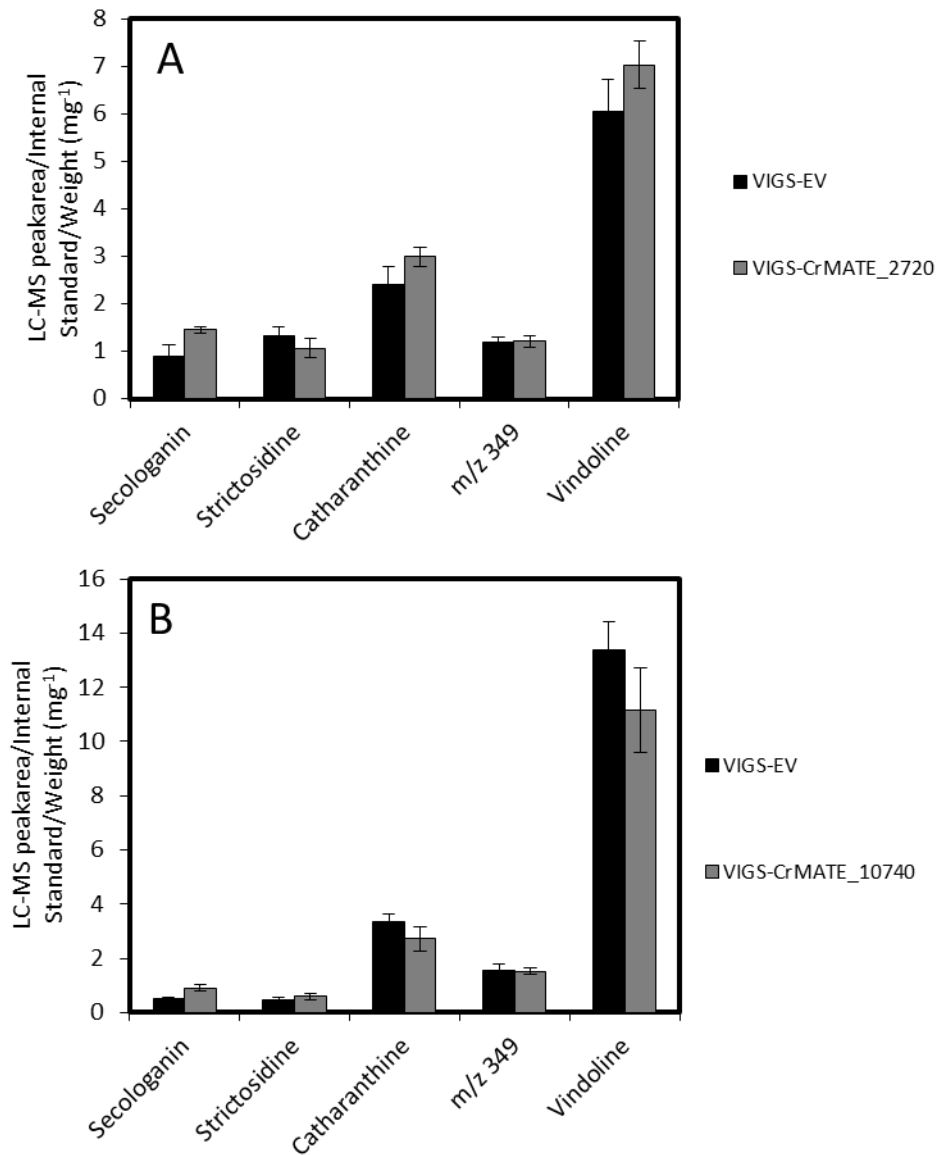 A
LC-MS peakarea/Internal
Standard/Weight (mg-1)
8
7
6
5
4
3
2
1
0
Secologanin
Strictosidine
Catharanthine
m/z 349
Vindoline
VIGS-EV
VIGS-CrMATE_2720
B
LC-MS peakarea/Internal
Standard/Weight (mg-1)
16
14
12
10
8
6
4
2
0
Secologanin
Strictosidine
Catharanthine
m/z 349
Vindoline
VIGS-EV
VIGS-CrMATE_10740